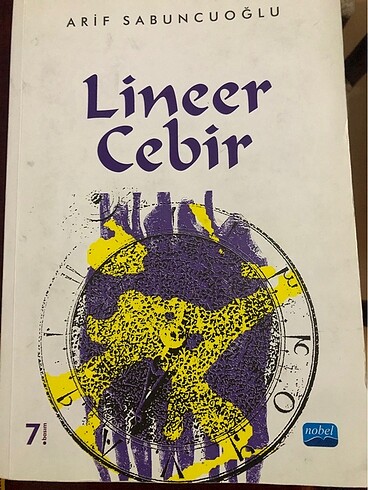 ARİF SABUNCUOĞLU
Lineer
Cebir
7. basım
nobel